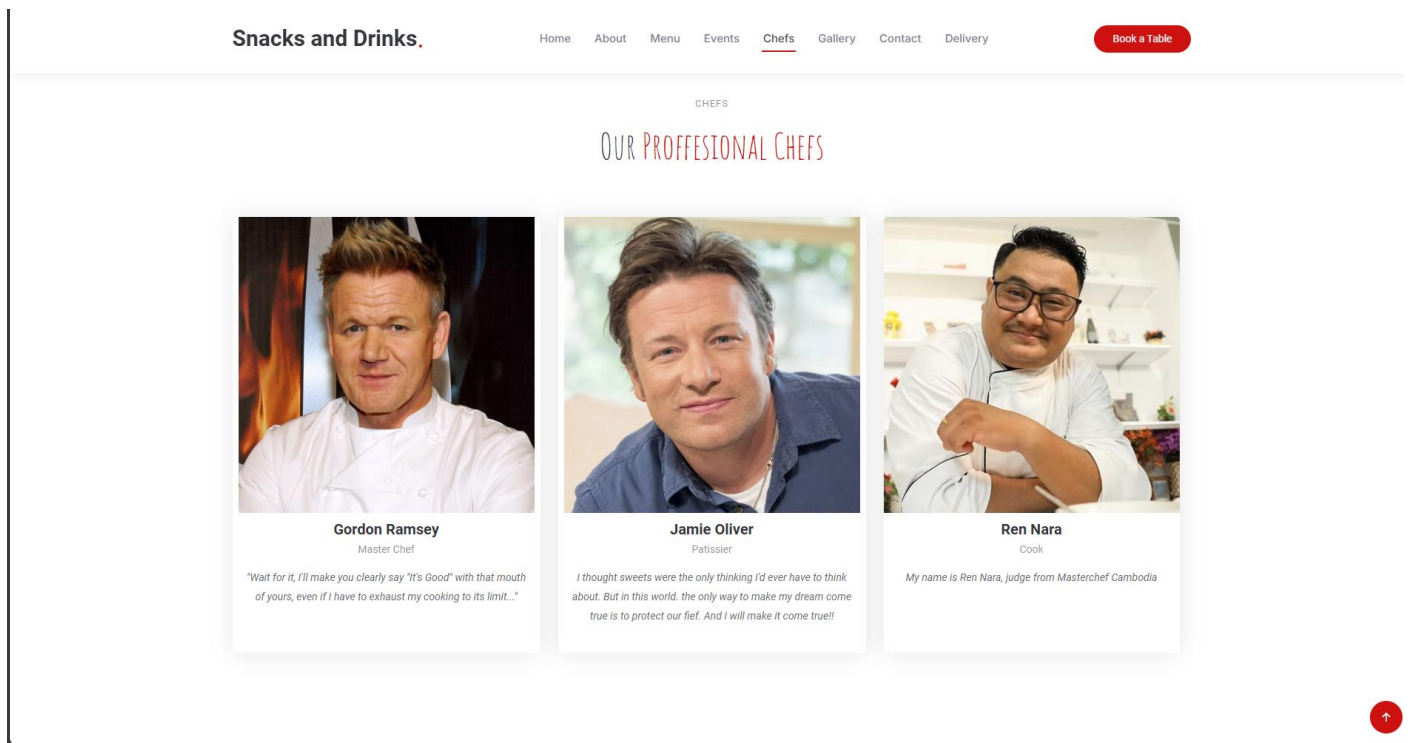 Snacks and Drinks.
Home About Menu Events Chefs Gallery Contact Delivery
Book a Table
CHEFS
OUR PROFFESIONAL CHEFS
Gordon Ramsey
Master Chef
"Wait for it, I'll make you clearly say "It's Good" with that mouth
of yours, even if I have to exhaust my cooking to its limit..."
Jamie Oliver
Patissier
I thought sweets were the only thinking I'd ever have to think
about. But in this world. the only way to make my dream come
true is to protect our fief. And I will make it come true!!
Ren Nara
Cook
My name is Ren Nara, judge from Masterchef Cambodia